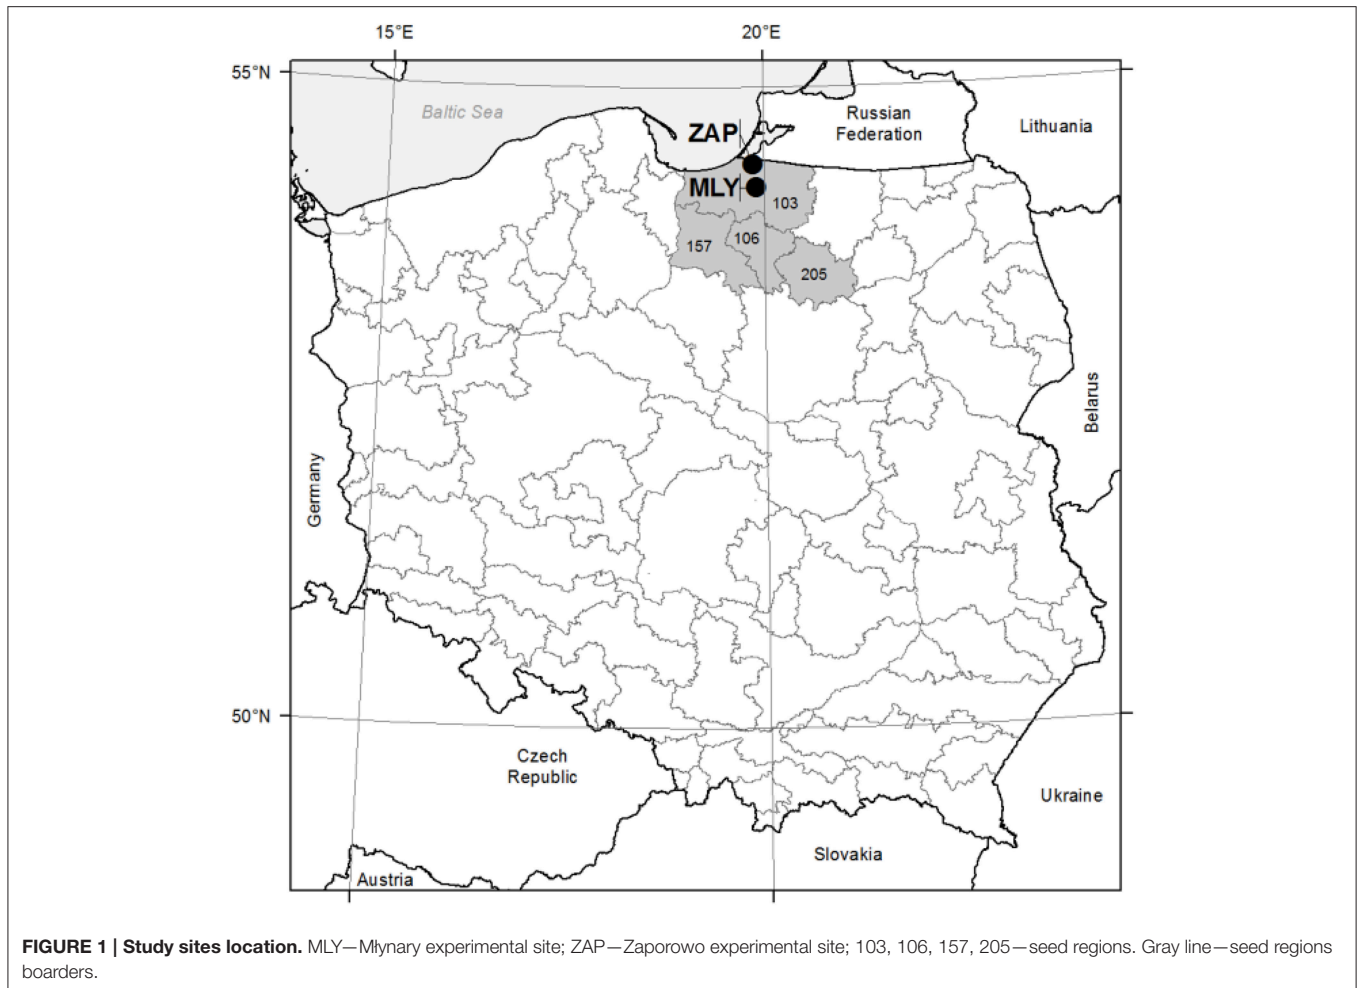 15°E
20°E
55°N
Baltic Sea
Russian
Federation
Lithuania
ZAP
MLY
103
106
157
205
Belarus
Germany
50°N
Czech
Republic
Ukraine
Slovakia
Austria
FIGURE 1 | Study sites location. MLY—Młynary experimental site; ZAP—Zaporowo experimental site; 103, 106, 157, 205—seed regions. Gray line—seed regions
boarders.